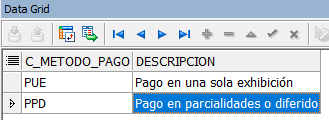 Data Grid
C_METODO_PAGO DESCRIPCION
PUE Pago en una sola exhibición
PPD Pago en parcialidades o diferido